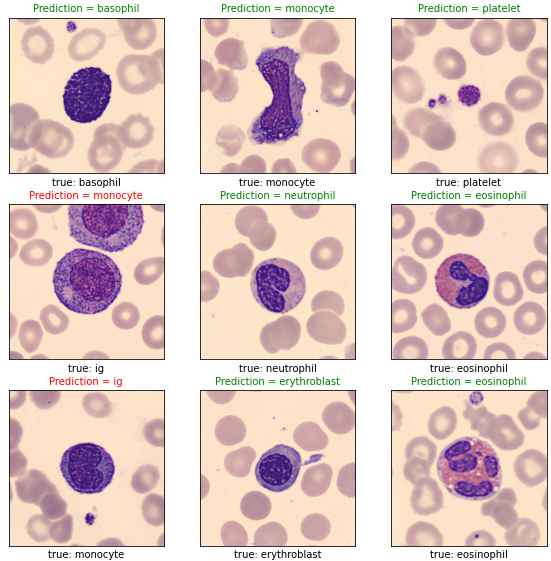 Prediction = basophil
Prediction = monocyte
Prediction = platelet
true: basophil
true: monocyte
true: platelet
Prediction = monocyte
Prediction = neutrophil
Prediction = eosinophil
true: ig
true: neutrophil
true: eosinophil
Prediction = ig
Prediction = erythroblast
Prediction = eosinophil
true: monocyte
true: erythroblast
true: eosinophil